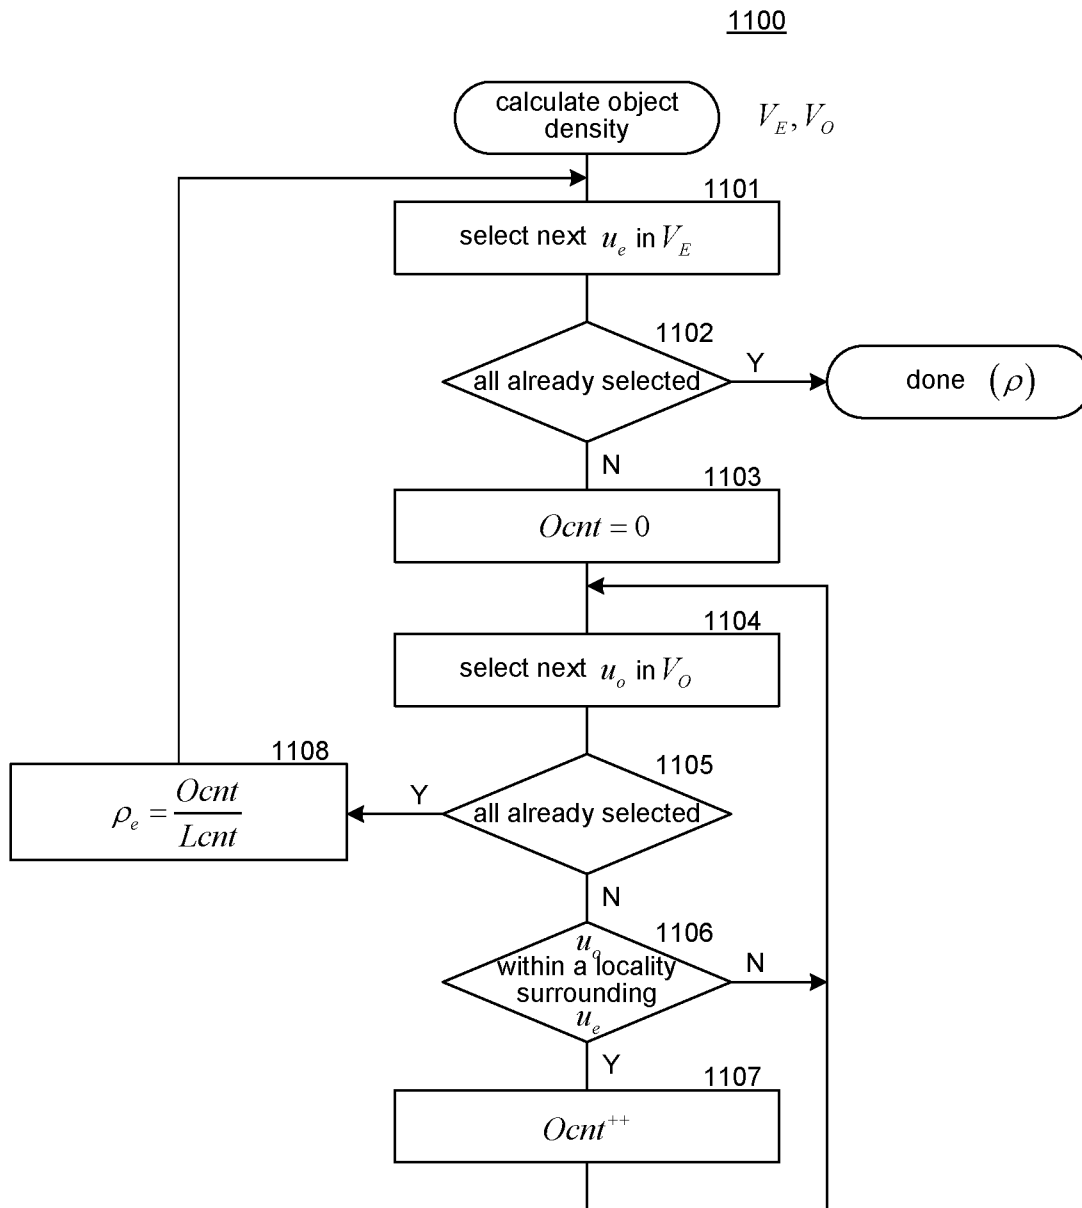 1100
calculate object
density
V_E, V_O
1101
select next u_e in V_E
1102
all already selected
Y
done (ρ)
N
1103
Ocnt = 0
1104
select next u_o in V_O
1108
ρ_e = Ocnt / Lcnt
1105
Y
all already selected
N
1106
u_o
within a locality
surrounding
u_e
N
Y
1107
Ocnt^{++}